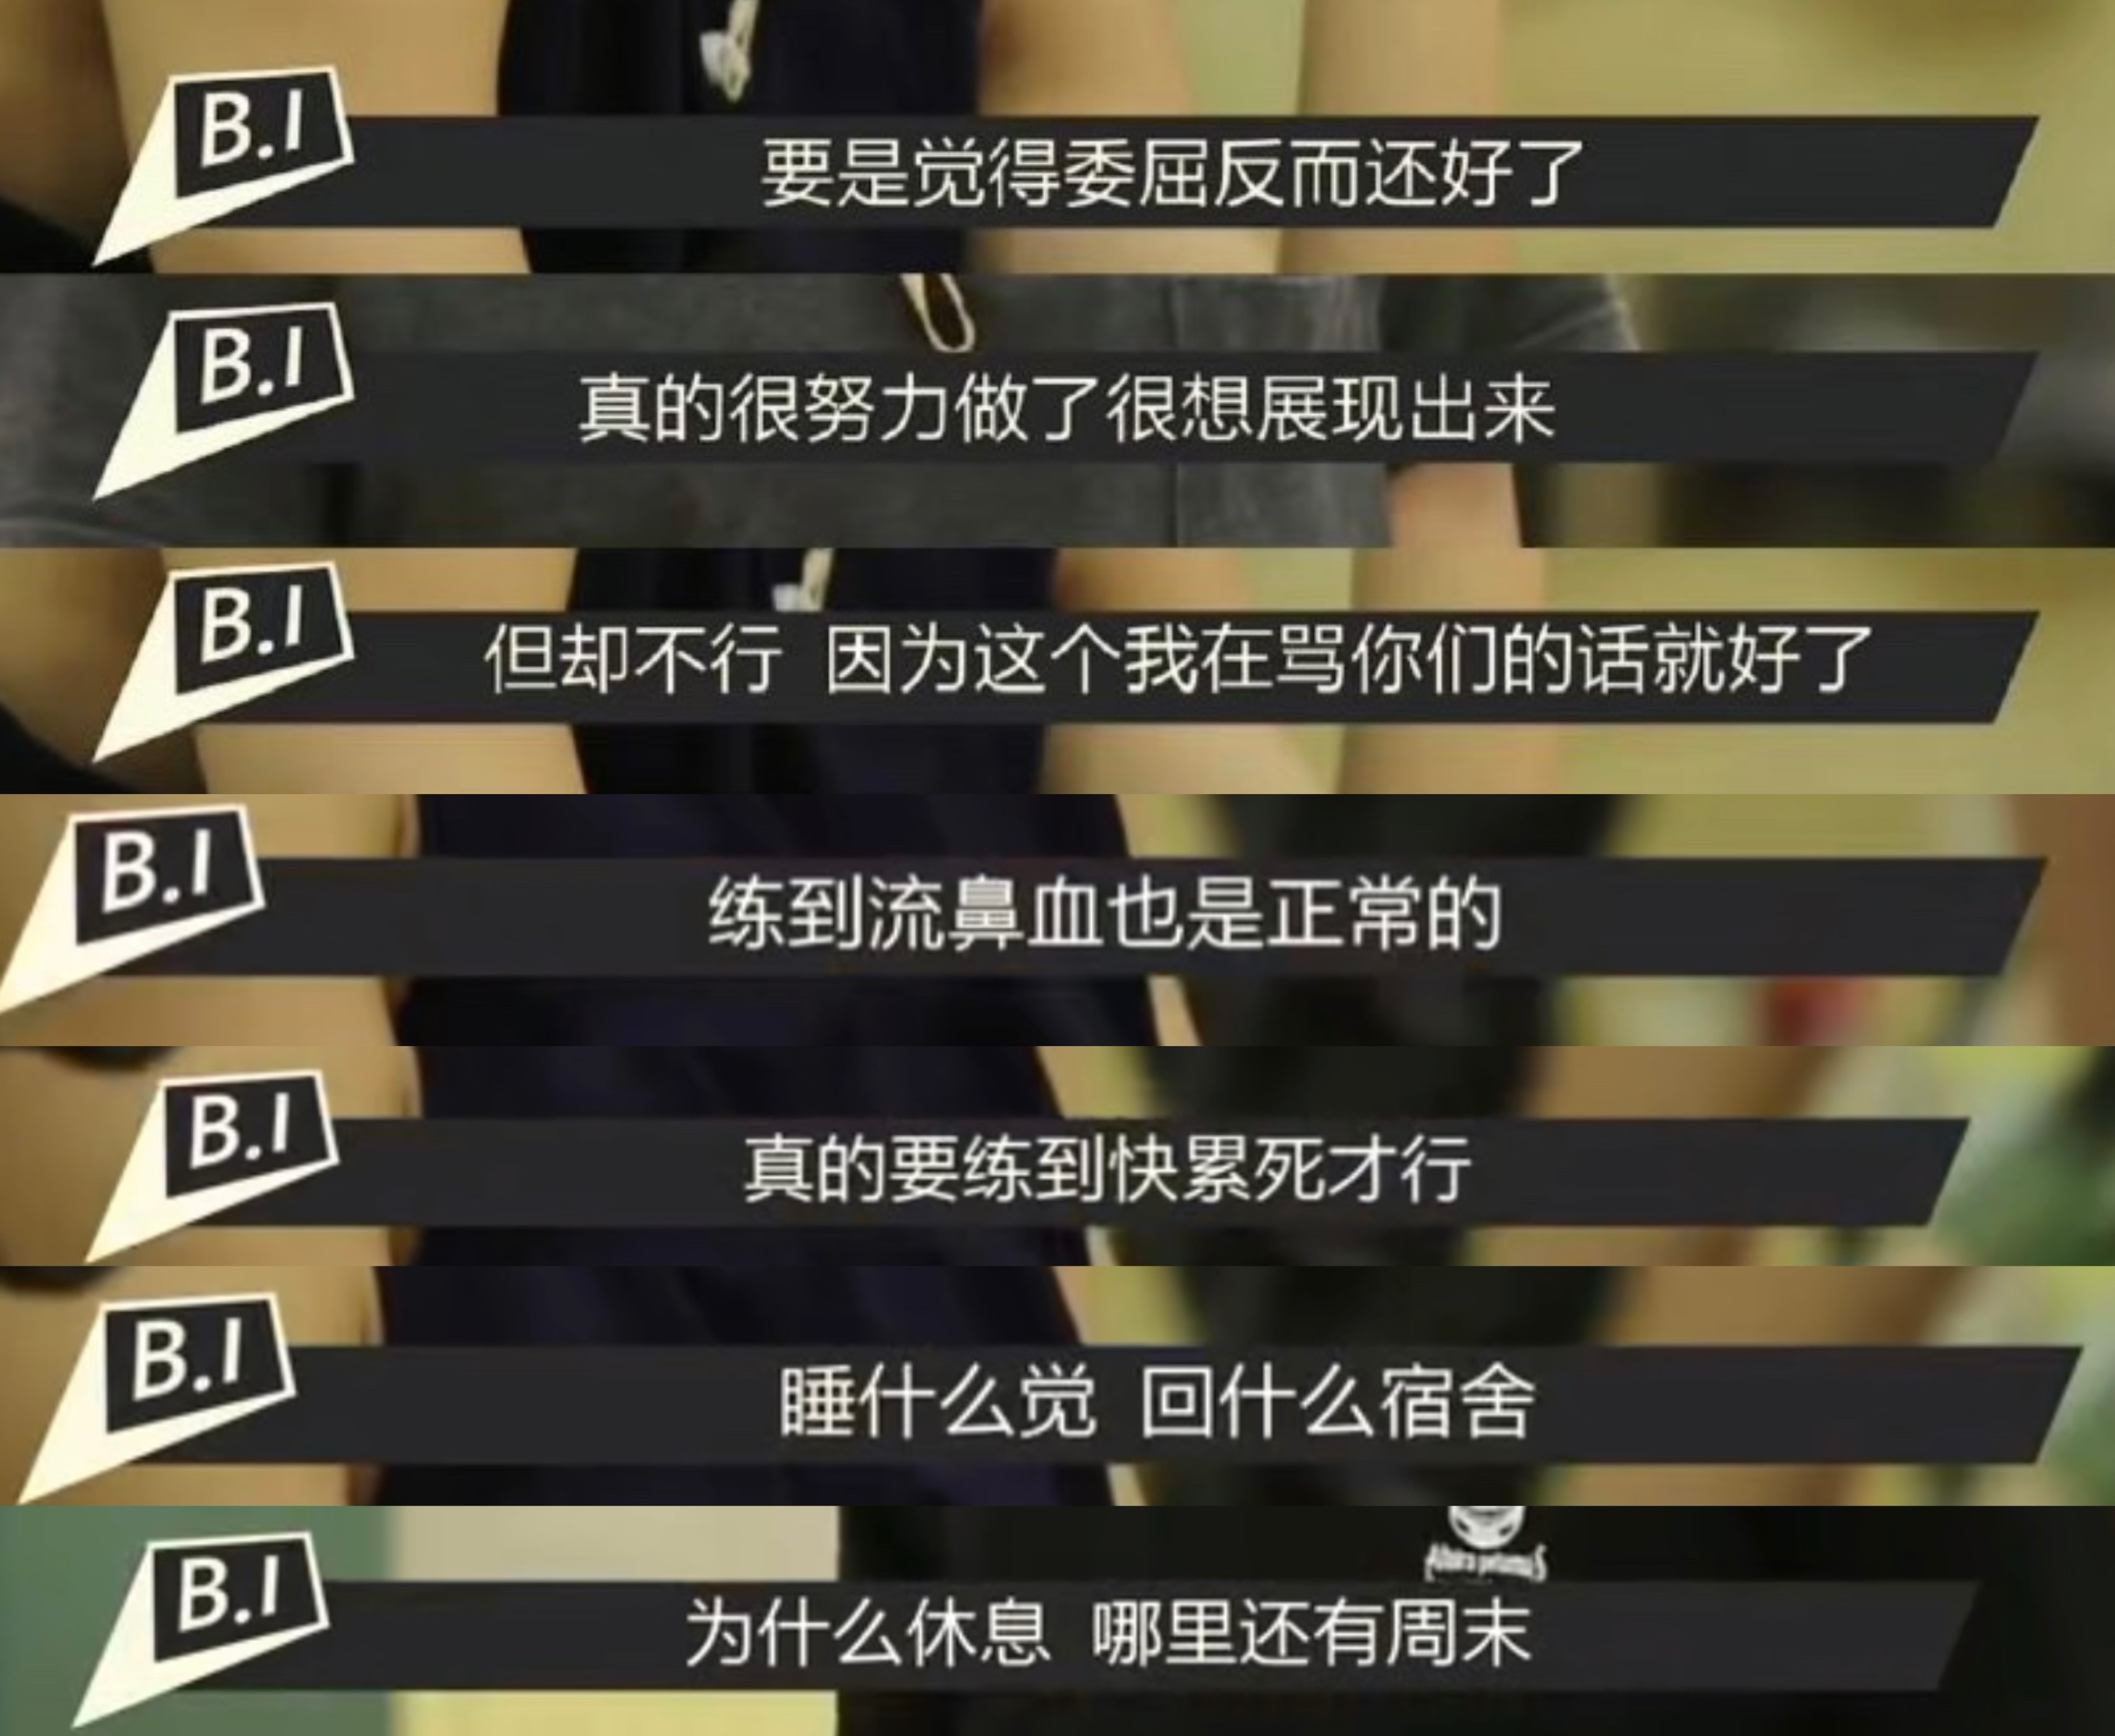 B.I
要是觉得委屈反而还好了
B.I
真的很努力做了很想展现出来
B.I
但却不行 因为这个我在骂你们的话就好了
B.I
练到流鼻血也是正常的
B.I
真的要练到快累死才行
B.I
睡什么觉 回什么宿舍
B.I
为什么休息 哪里还有周末